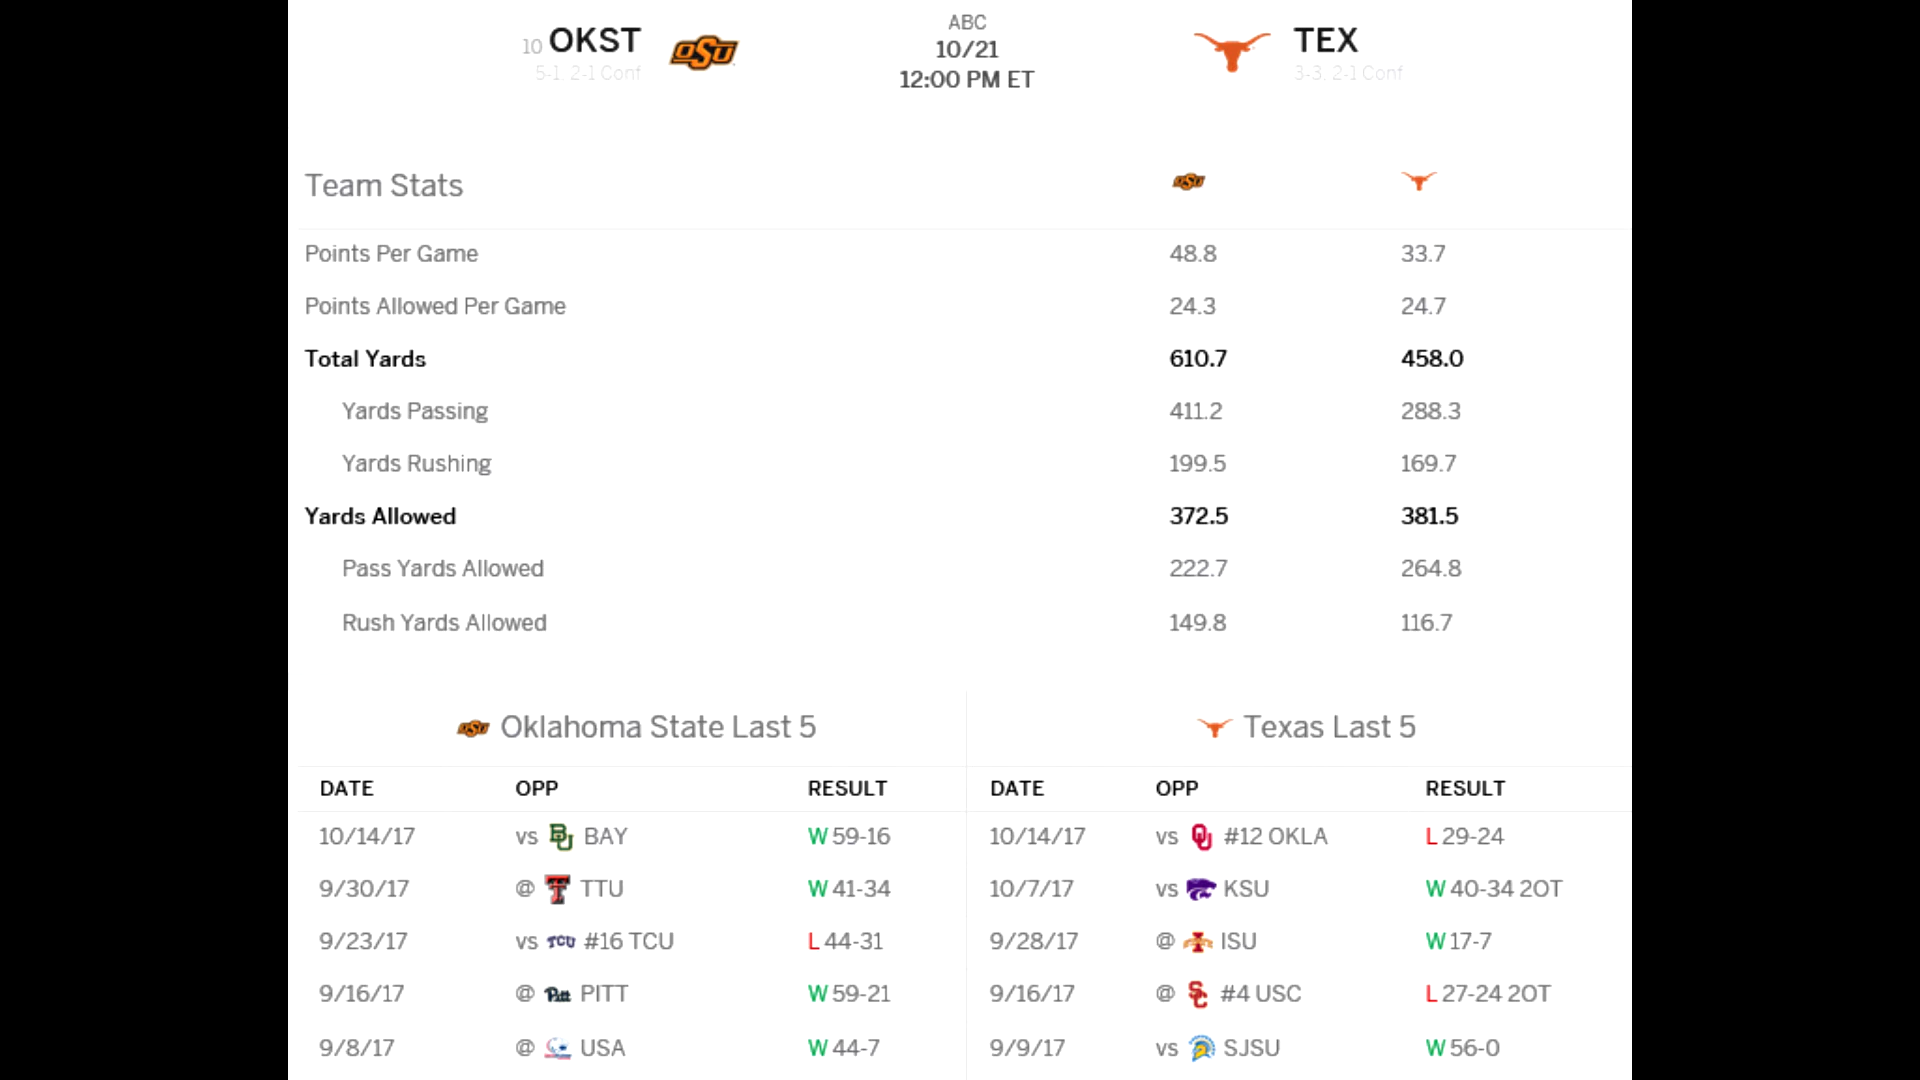 ABC
10 OKST 10/21 TEX
5-1, 2-1 Conf 12:00 PM ET 3-3, 2-1 Conf
Team Stats
Points Per Game 48.8 33.7
Points Allowed Per Game 24.3 24.7
Total Yards 610.7 458.0
Yards Passing 411.2 288.3
Yards Rushing 199.5 169.7
Yards Allowed 372.5 381.5
Pass Yards Allowed 222.7 264.8
Rush Yards Allowed 149.8 116.7
Oklahoma State Last 5
DATE OPP RESULT
10/14/17 vs BAY W 59-16
9/30/17 @ TTU W 41-34
9/23/17 vs TCU #16 TCU L 44-31
9/16/17 @ Pitt PITT W 59-21
9/8/17 @ USA W 44-7
Texas Last 5
DATE OPP RESULT
10/14/17 vs #12 OKLA L 29-24
10/7/17 vs KSU W 40-34 2OT
9/28/17 @ ISU W 17-7
9/16/17 @ SC #4 USC L 27-24 2OT
9/9/17 vs SJSU W 56-0